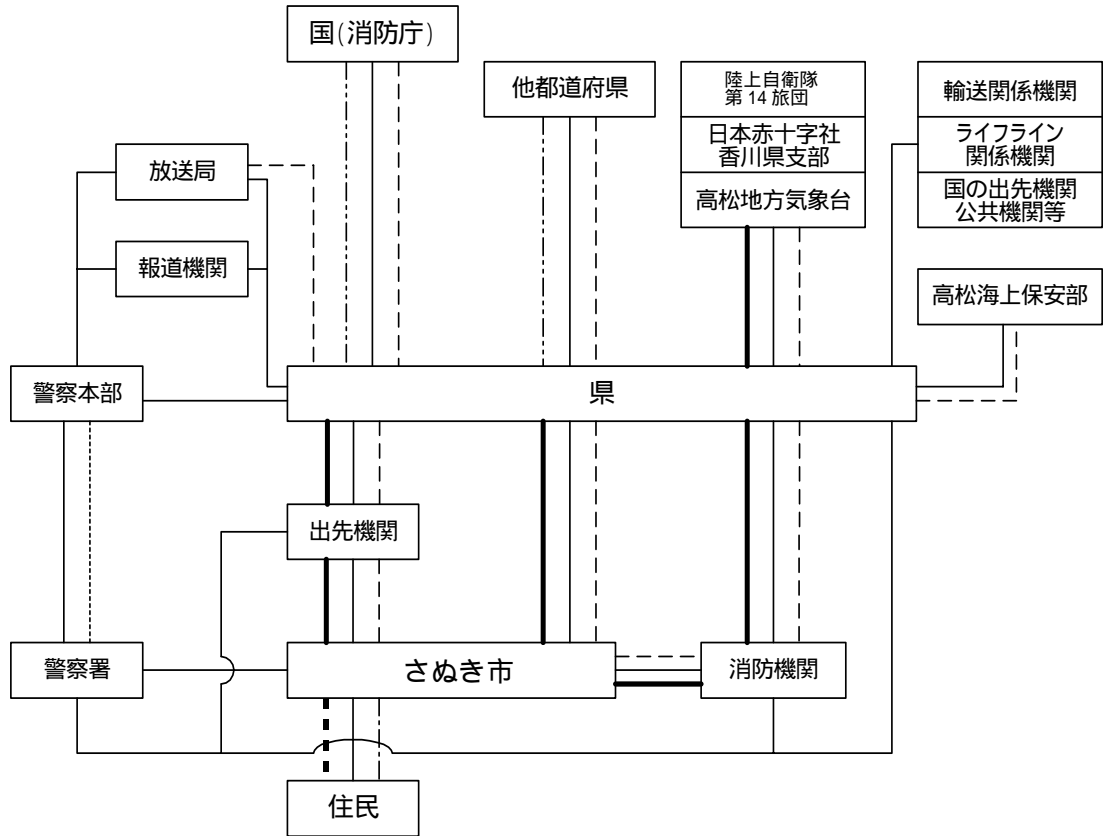 国(消防庁)
他都道府県
陸上自衛隊
第14旅団
日本赤十字社
香川県支部
高松地方気象台
輸送関係機関
ライフライン
関係機関
国の出先機関
公共機関等
放送局
報道機関
高松海上保安部
警察本部
県
出先機関
警察署
さぬき市
消防機関
住民